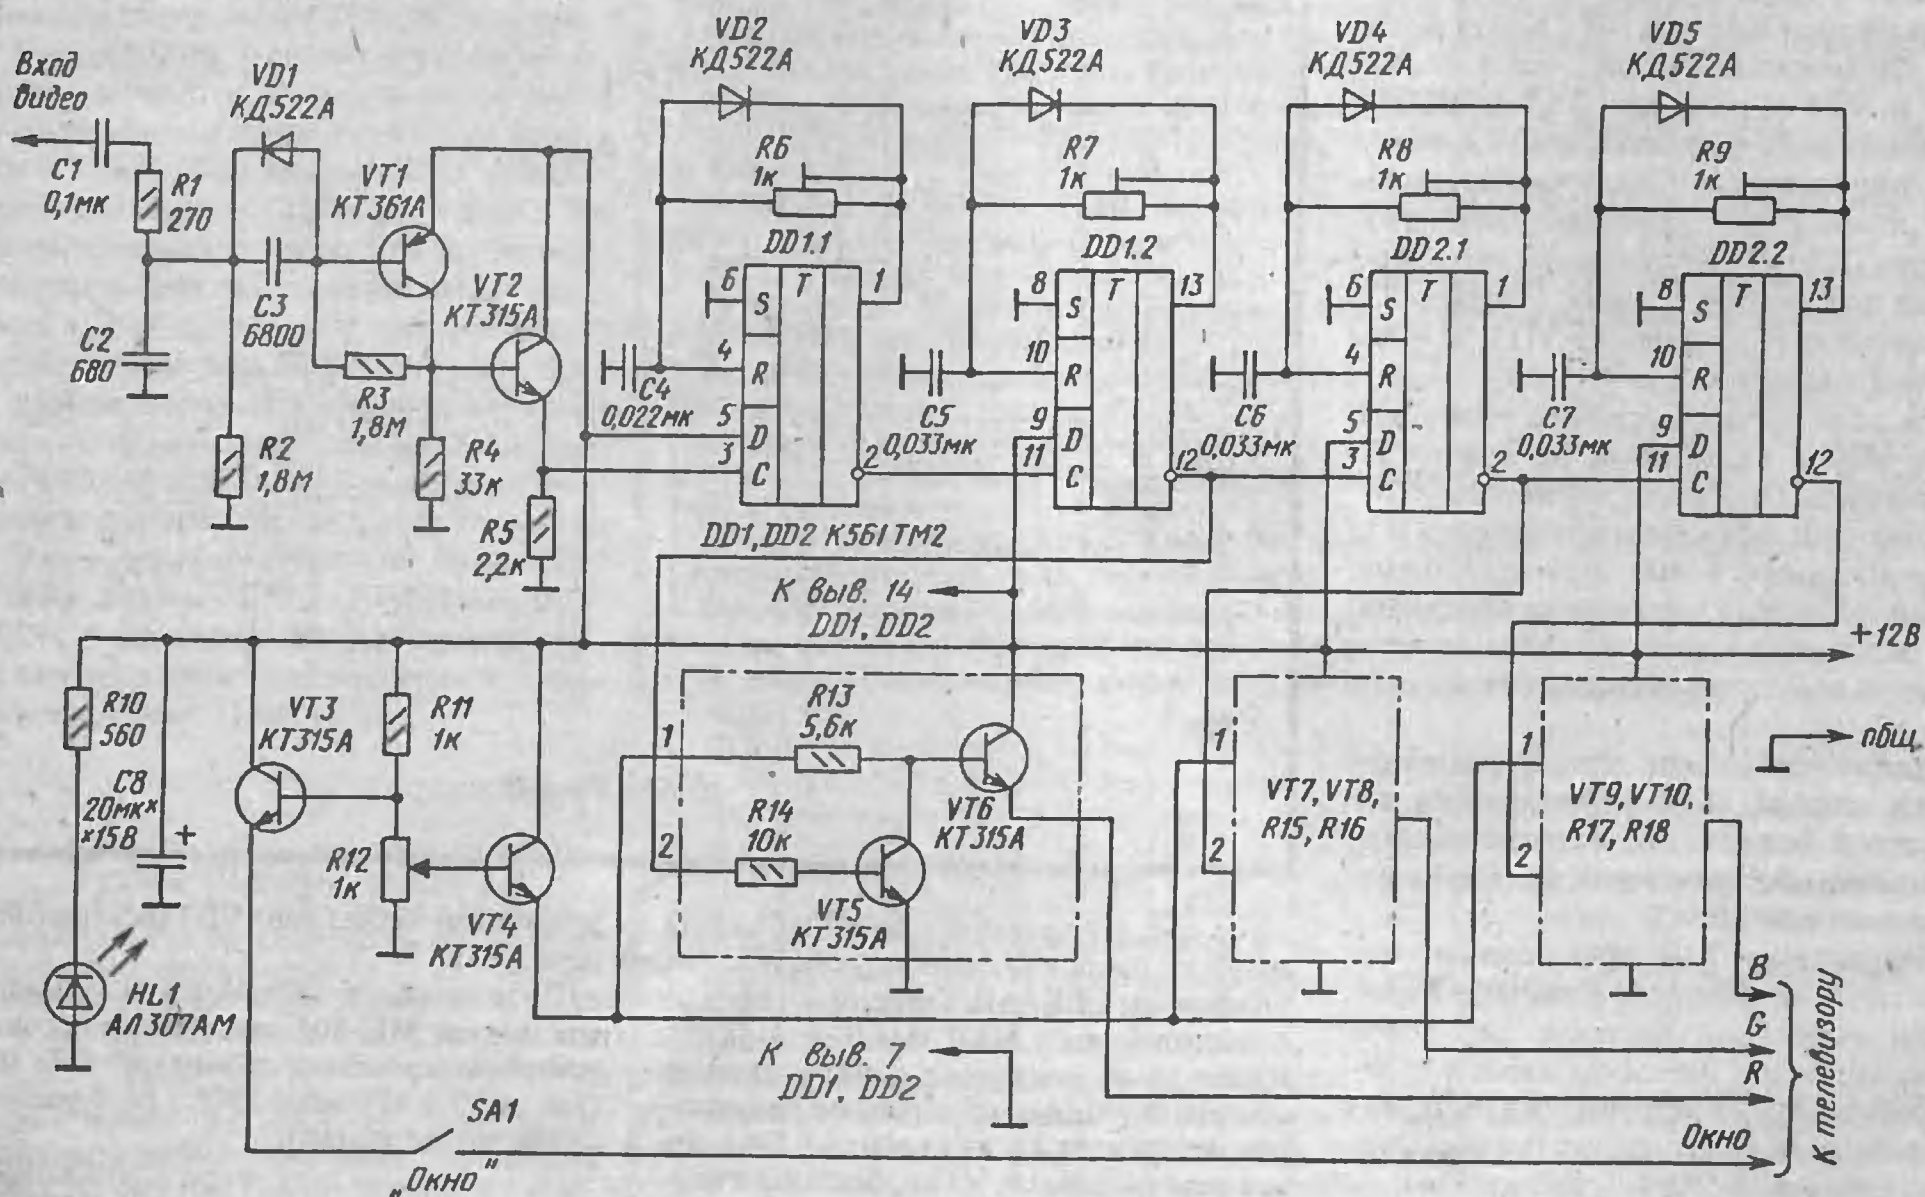 Вход
видео
VD1
КД522А
VD2
КД522А
VD3
КД522А
VD4
КД522А
VD5
КД522А
C1
0,1мк
R1
270
VT1
КТ361А
R6
1к
R7
1к
R8
1к
R9
1к
C2
680
C3
6800
VT2
КТ315А
R3
1,8М
R2
1,8М
R4
33к
R5
2,2к
DD1.1
6
S
T
1
4
R
5
D
3
C
2
C4
0,022мк
DD1.2
8
S
T
13
10
R
9
D
11
C
12
C5
0,033мк
DD2.1
6
S
T
1
4
R
5
D
3
C
2
C6
0,033мк
DD2.2
8
S
T
13
10
R
9
D
11
C
12
C7
0,033мк
DD1,DD2 К561ТМ2
К выв. 14
DD1, DD2
+12В
общ.
R10
560
C8
20мк×
×15В
+
VT3
КТ315А
R11
1к
R12
1к
VT4
КТ315А
HL1
АЛ307АМ
1
R13
5,6к
2
R14
10к
VT6
КТ315А
VT5
КТ315А
1
2
VT7,VT8,
R15,R16
1
2
VT9,VT10,
R17,R18
К выв. 7
DD1, DD2
SA1
„Окно"
B
G
R
Окно
К телевизору